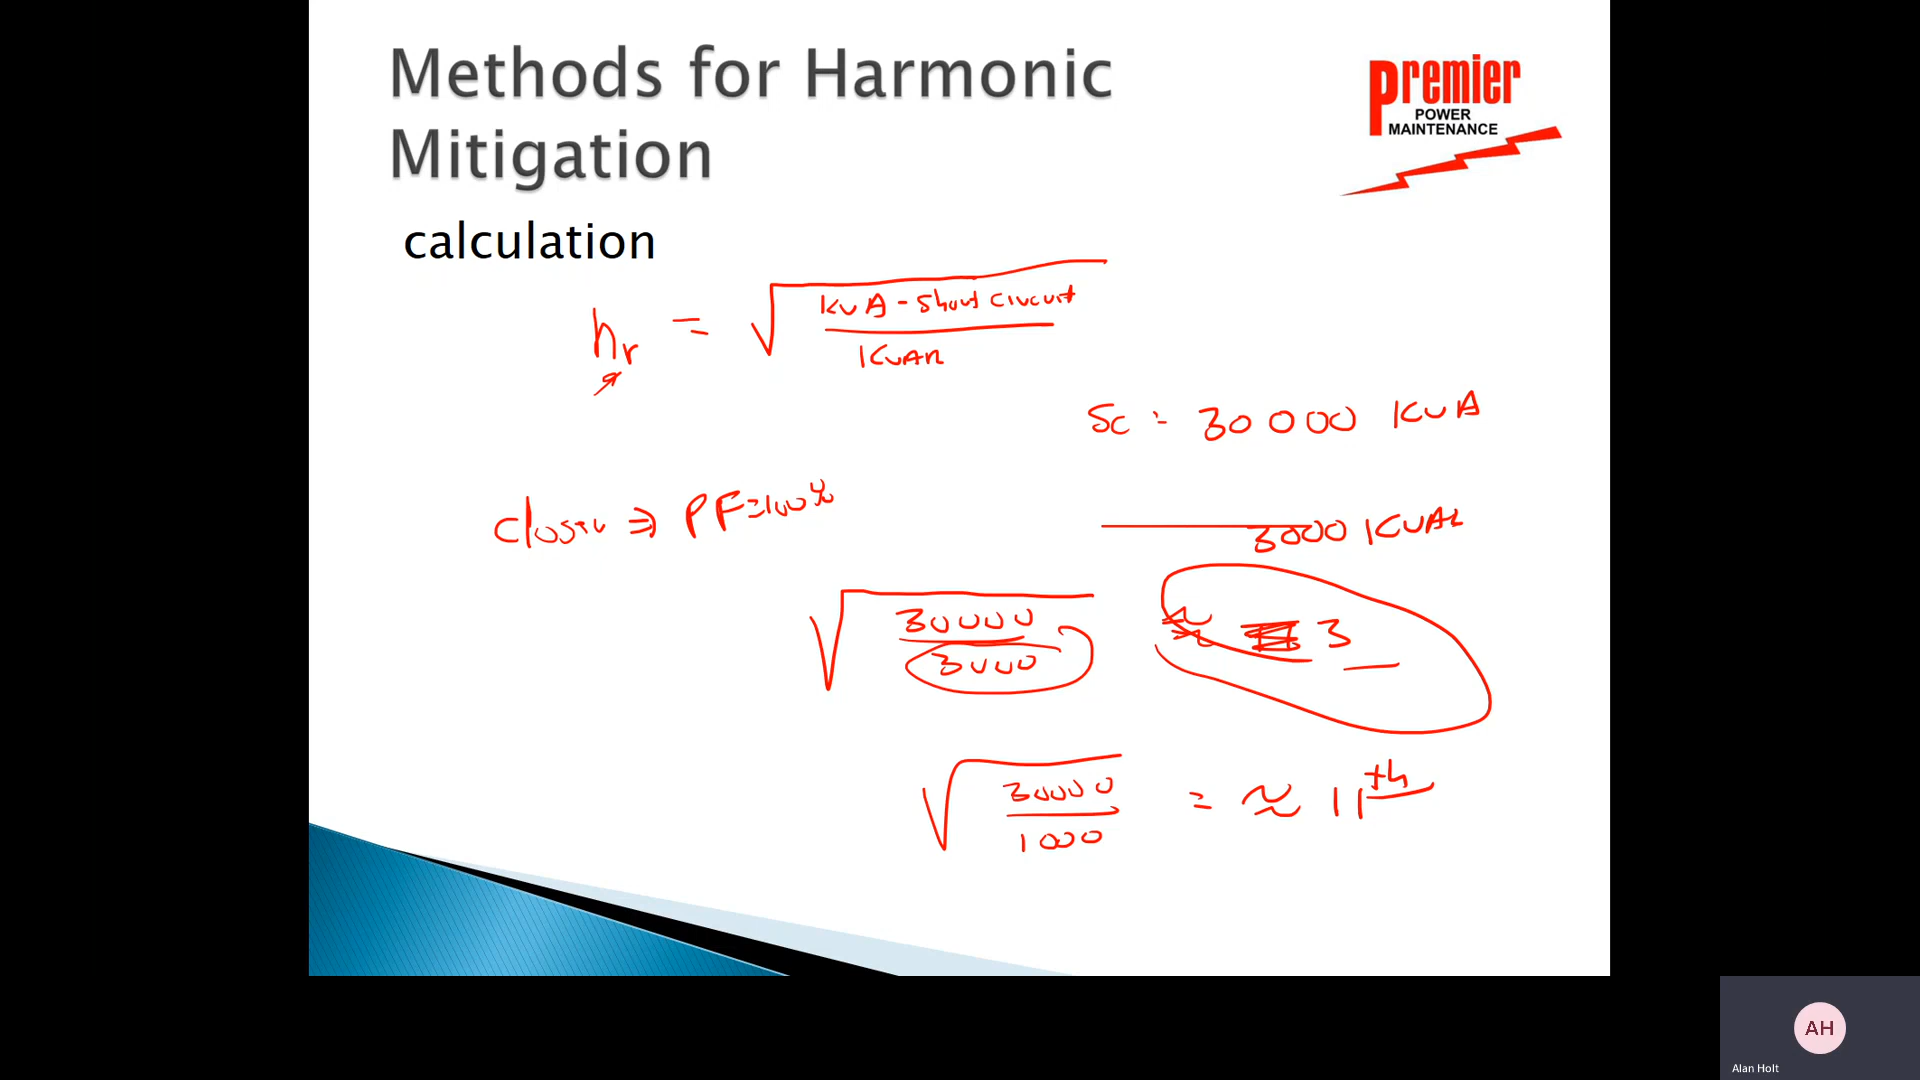 Methods for Harmonic
Mitigation
Premier
POWER
MAINTENANCE
calculation
hr = √ KVA - Short Circuit
KVAR
SC = 30 000 KVA
⇒ PF=100%
3000 KVAR
√ 30000 / 3000 ≈ 3
√ 30000 / 1000 = ≈ 11th
AH
Alan Holt